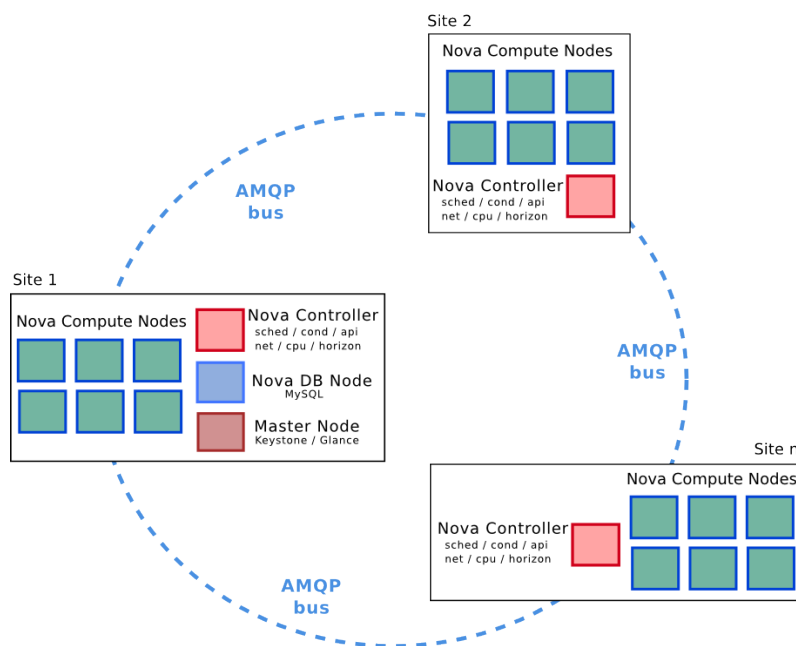 Site 2
Nova Compute Nodes
Nova Controller
sched / cond / api
net / cpu / horizon
AMQP
bus
Site 1
Nova Compute Nodes
Nova Controller
sched / cond / api
net / cpu / horizon
Nova DB Node
MySQL
Master Node
Keystone / Glance
AMQP
bus
Site n
Nova Compute Nodes
Nova Controller
sched / cond / api
net / cpu / horizon
AMQP
bus